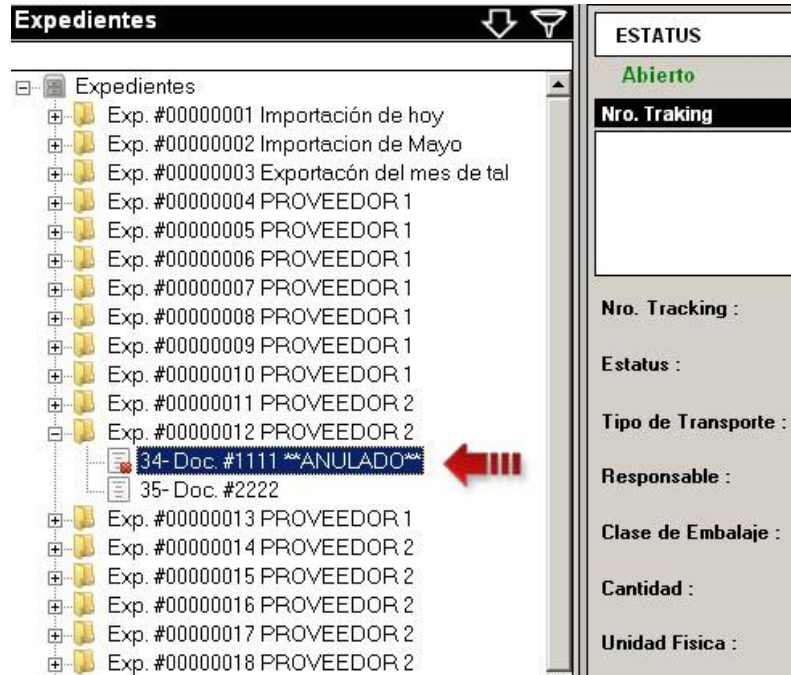 Expedientes
Expedientes
Exp. #00000001 Importación de hoy
Exp. #00000002 Importacion de Mayo
Exp. #00000003 Exportacón del mes de tal
Exp. #00000004 PROVEEDOR 1
Exp. #00000005 PROVEEDOR 1
Exp. #00000006 PROVEEDOR 1
Exp. #00000007 PROVEEDOR 1
Exp. #00000008 PROVEEDOR 1
Exp. #00000009 PROVEEDOR 1
Exp. #00000010 PROVEEDOR 1
Exp. #00000011 PROVEEDOR 2
Exp. #00000012 PROVEEDOR 2
34- Doc. #1111 **ANULADO**
35- Doc. #2222
Exp. #00000013 PROVEEDOR 1
Exp. #00000014 PROVEEDOR 2
Exp. #00000015 PROVEEDOR 2
Exp. #00000016 PROVEEDOR 2
Exp. #00000017 PROVEEDOR 2
Exp. #00000018 PROVEEDOR 2
ESTATUS
Abierto
Nro. Traking
Nro. Tracking :
Estatus :
Tipo de Transporte :
Responsable :
Clase de Embalaje :
Cantidad :
Unidad Fisica :